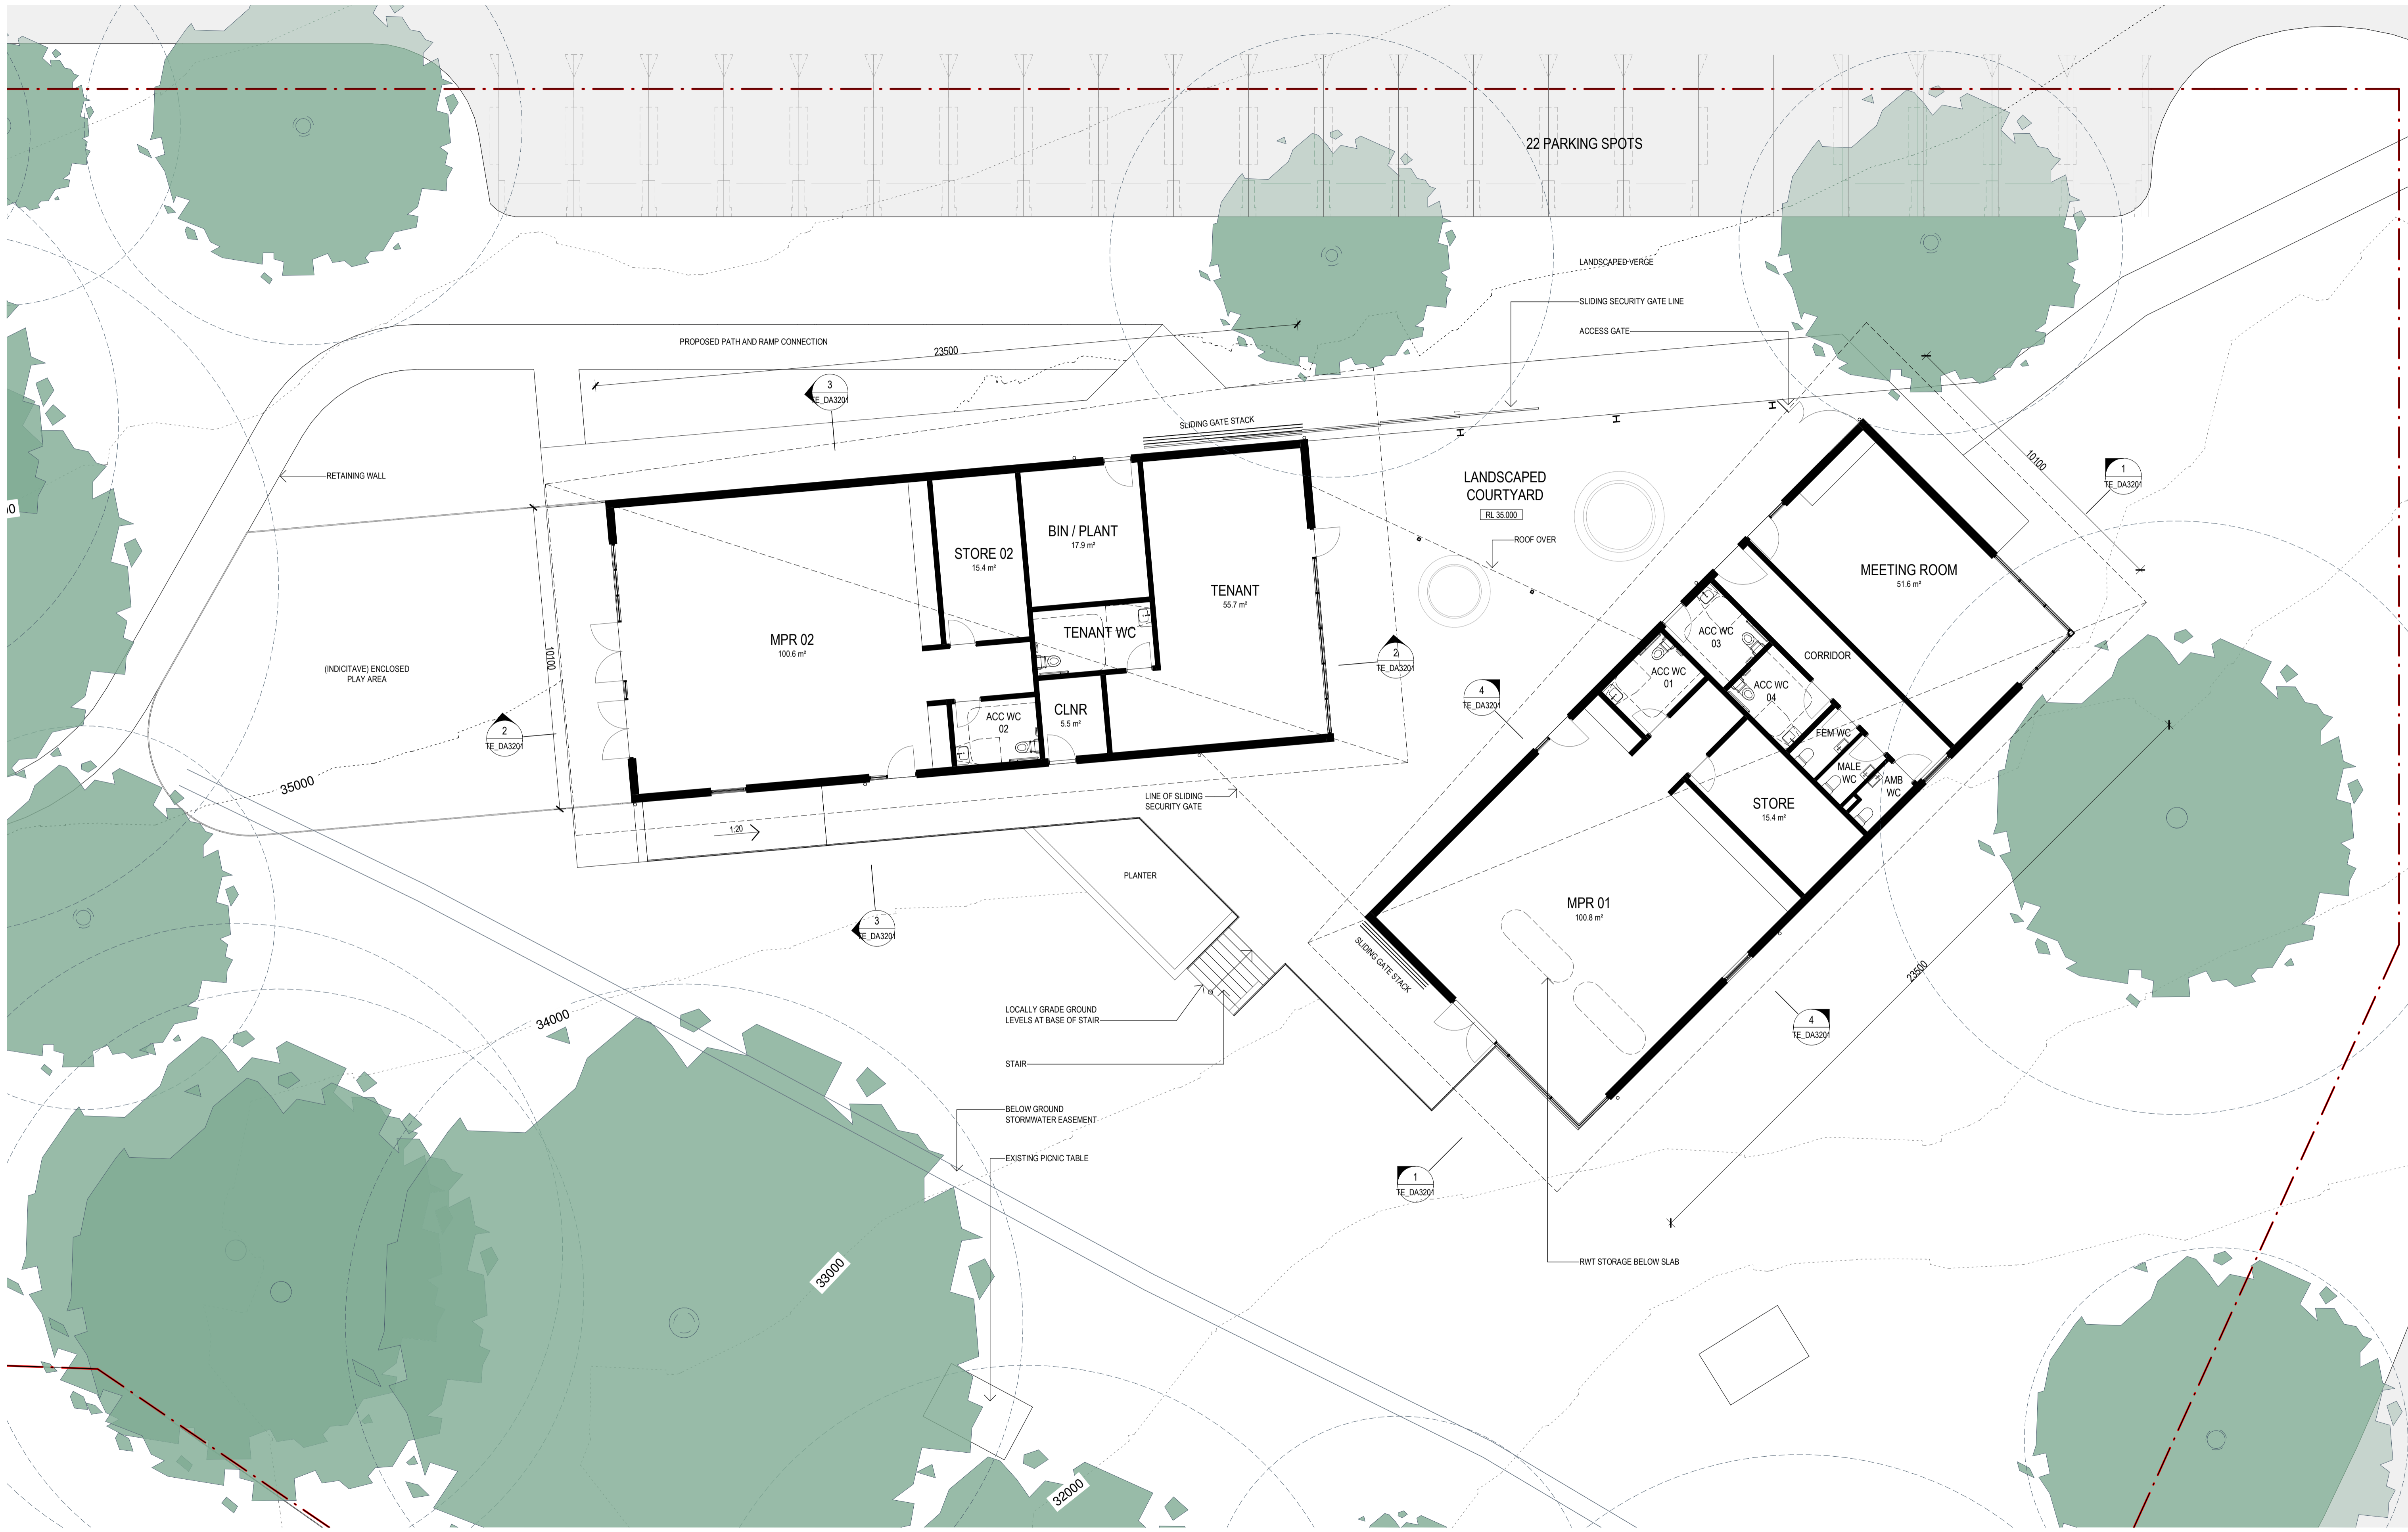 22 PARKING SPOTS
LANDSCAPED VERGE
SLIDING SECURITY GATE LINE
ACCESS GATE
PROPOSED PATH AND RAMP CONNECTION
23500
3
TE_DA3201
SLIDING GATE STACK
RETAINING WALL
LANDSCAPED
COURTYARD
RL 35.000
ROOF OVER
10100
1
TE_DA3201
BIN / PLANT
17.9 m²
STORE 02
15.4 m²
TENANT
55.7 m²
MEETING ROOM
51.6 m²
MPR 02
100.6 m²
TENANT WC
ACC WC
03
CORRIDOR
ACC WC
01
ACC WC
04
10100
(INDICITAVE) ENCLOSED
PLAY AREA
2
TE_DA3201
2
TE_DA3201
4
TE_DA3201
ACC WC
02
CLNR
5.5 m²
FEM WC
MALE
WC
AMB
WC
STORE
15.4 m²
35000
LINE OF SLIDING
SECURITY GATE
1:20
PLANTER
3
TE_DA3201
MPR 01
100.8 m²
SLIDING GATE STACK
23500
34000
LOCALLY GRADE GROUND
LEVELS AT BASE OF STAIR
4
TE_DA3201
STAIR
BELOW GROUND
STORMWATER EASEMENT
EXISTING PICNIC TABLE
1
TE_DA3201
33000
RWT STORAGE BELOW SLAB
32000